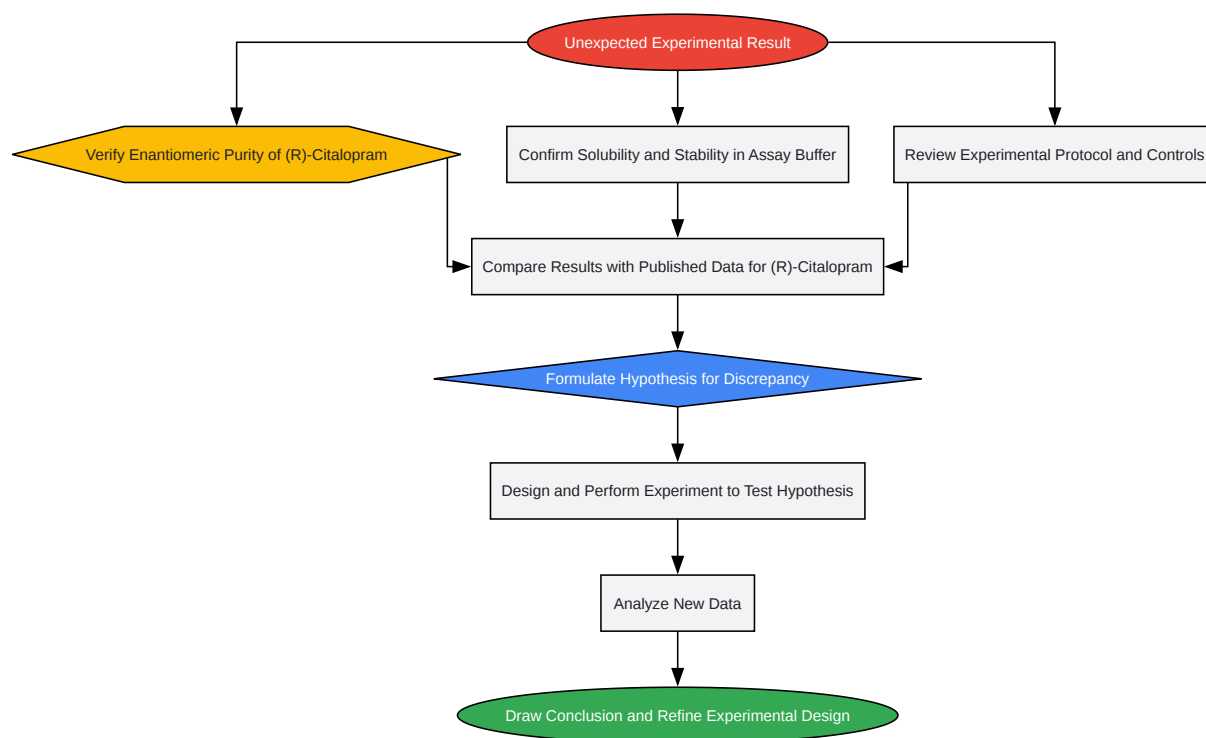 Unexpected Experimental Result
Verify Enantiomeric Purity of (R)-Citalopram
Confirm Solubility and Stability in Assay Buffer
Review Experimental Protocol and Controls
Compare Results with Published Data for (R)-Citalopram
Formulate Hypothesis for Discrepancy
Design and Perform Experiment to Test Hypothesis
Analyze New Data
Draw Conclusion and Refine Experimental Design